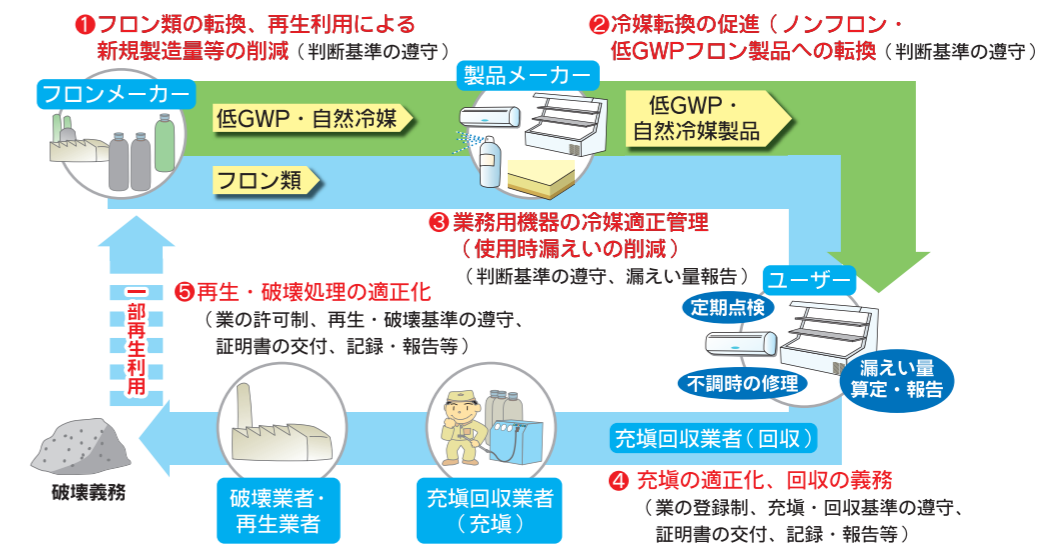 ❶フロン類の転換、再生利用による
新規製造量等の削減（判断基準の遵守）
❷冷媒転換の促進（ノンフロン・
低GWPフロン製品への転換（判断基準の遵守）
フロンメーカー
製品メーカー
低GWP・自然冷媒
低GWP・
自然冷媒製品
フロン類
❸業務用機器の冷媒適正管理
（使用時漏えいの削減）
（判断基準の遵守、漏えい量報告）
ユーザー
定期点検
不調時の修理
漏えい量
算定・報告
❺再生・破壊処理の適正化
（業の許可制、再生・破壊基準の遵守、
証明書の交付、記録・報告等）
一部再生利用
破壊義務
破壊業者・
再生業者
充塡回収業者
（充塡）
充塡回収業者（回収）
❹ 充塡の適正化、回収の義務
（業の登録制、充塡・回収基準の遵守、
証明書の交付、記録・報告等）